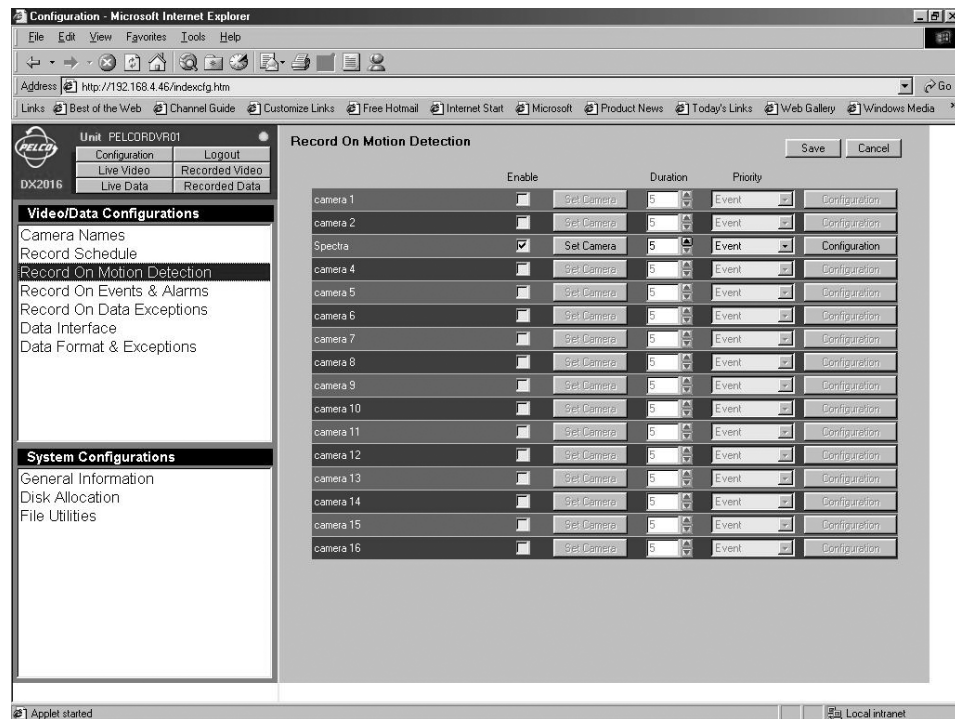 Configuration - Microsoft Internet Explorer
File Edit View Favorites Tools Help
Address http://192.168.4.46/indexcfg.htm Go
Links Best of the Web Channel Guide Customize Links Free Hotmail Internet Start Microsoft Product News Today's Links Web Gallery Windows Media
PELCO
DX2016
Unit PELCORDVR01
Configuration Logout
Live Video Recorded Video
Live Data Recorded Data
Video/Data Configurations
Camera Names
Record Schedule
Record On Motion Detection
Record On Events & Alarms
Record On Data Exceptions
Data Interface
Data Format & Exceptions
System Configurations
General Information
Disk Allocation
File Utilities
Record On Motion Detection
Save Cancel
Enable Duration Priority
camera 1 Set Camera 5 Event Configuration
camera 2 Set Camera 5 Event Configuration
Spectra Set Camera 5 Event Configuration
camera 4 Set Camera 5 Event Configuration
camera 5 Set Camera 5 Event Configuration
camera 6 Set Camera 5 Event Configuration
camera 7 Set Camera 5 Event Configuration
camera 8 Set Camera 5 Event Configuration
camera 9 Set Camera 5 Event Configuration
camera 10 Set Camera 5 Event Configuration
camera 11 Set Camera 5 Event Configuration
camera 12 Set Camera 5 Event Configuration
camera 13 Set Camera 5 Event Configuration
camera 14 Set Camera 5 Event Configuration
camera 15 Set Camera 5 Event Configuration
camera 16 Set Camera 5 Event Configuration
Applet started Local intranet